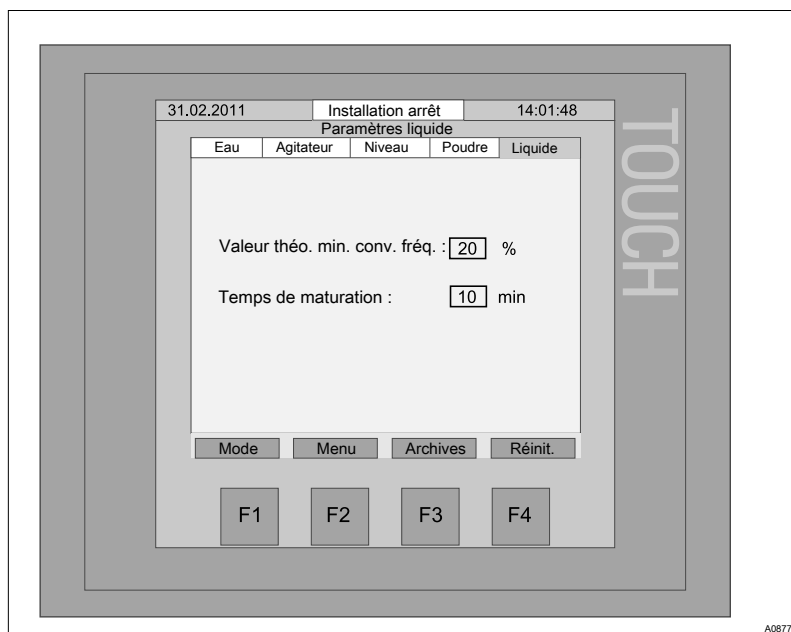 31.02.2011 Installation arrêt 14:01:48
Paramètres liquide
Eau Agitateur Niveau Poudre Liquide
Valeur théo. min. conv. fréq. : 20 %
Temps de maturation : 10 min
Mode Menu Archives Réinit.
F1 F2 F3 F4
TOUCH
A0877